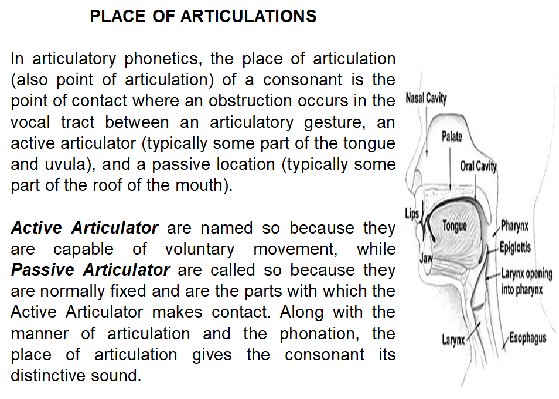 PLACE OF ARTICULATIONS
In articulatory phonetics, the place of articulation
(also point of articulation) of a consonant is the
point of contact where an obstruction occurs in the
vocal tract between an articulatory gesture, an
active articulator (typically some part of the tongue
and uvula), and a passive location (typically some
part of the roof of the mouth).
Active Articulator are named so because they
are capable of voluntary movement, while
Passive Articulator are called so because they
are normally fixed and are the parts with which the
Active Articulator makes contact. Along with the
manner of articulation and the phonation, the
place of articulation gives the consonant its
distinctive sound.
Nasal Cavity
Palate
Oral Cavity
Lips
Tongue
Pharynx
Epiglottis
Jaw
Larynx opening
into pharynx
Larynx
Esophagus